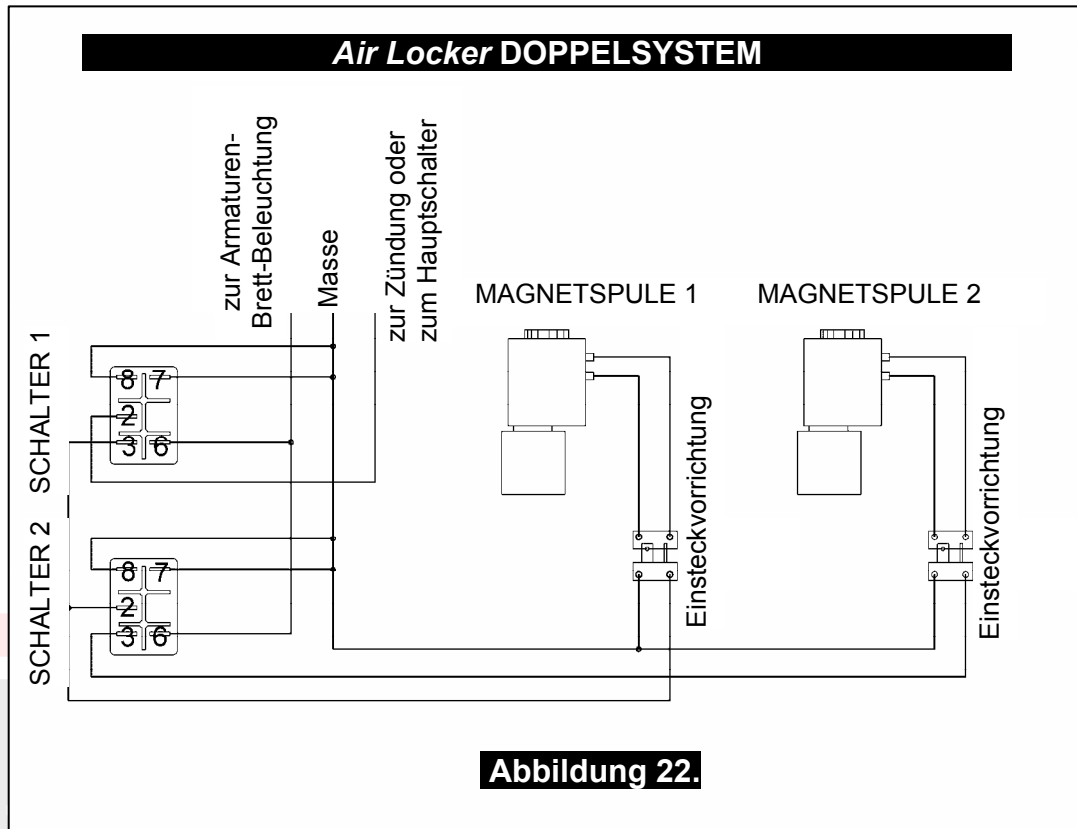 Air Locker DOPPELSYSTEM
zur Armaturen-
Brett-Beleuchtung
Masse
zur Zündung oder
zum Hauptschalter
MAGNETSPULE 1
MAGNETSPULE 2
SCHALTER 1
8 7
2
3 6
Einsteckvorrichtung
Einsteckvorrichtung
SCHALTER 2
8 7
2
3 6
Abbildung 22.